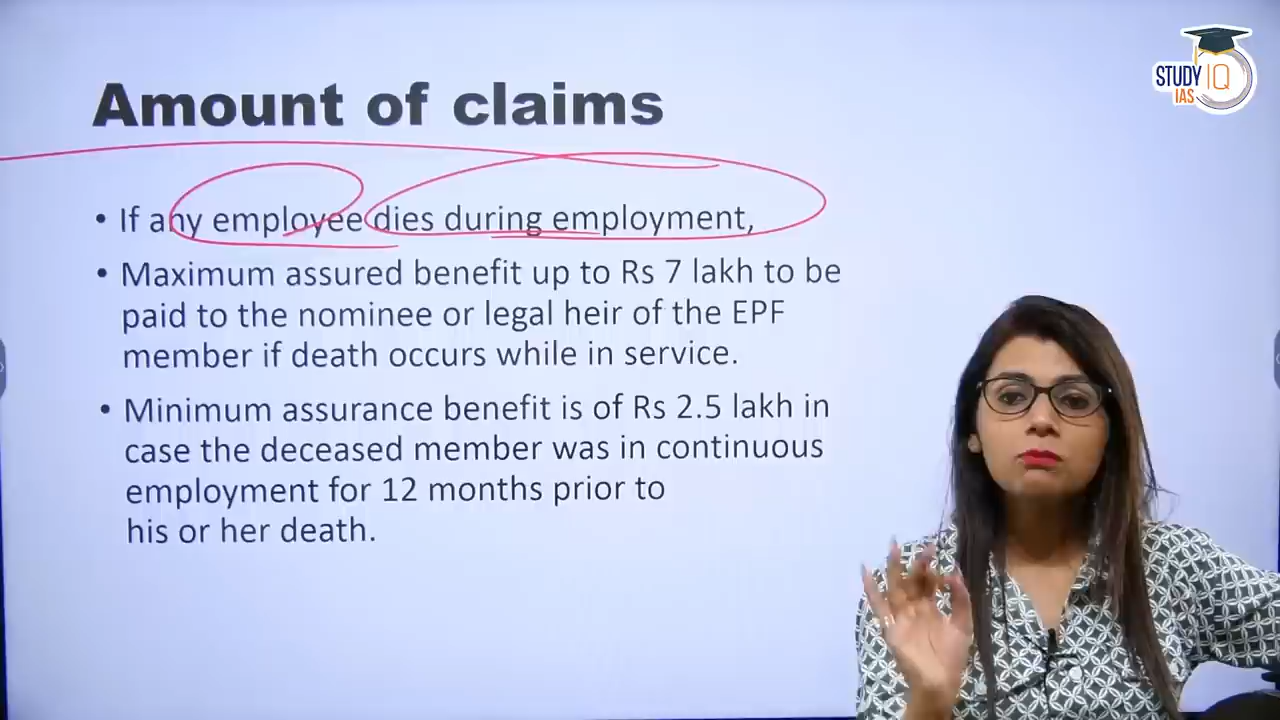 STUDY IQ
IAS
Amount of claims
• If any employee dies during employment,
• Maximum assured benefit up to Rs 7 lakh to be
paid to the nominee or legal heir of the EPF
member if death occurs while in service.
• Minimum assurance benefit is of Rs 2.5 lakh in
case the deceased member was in continuous
employment for 12 months prior to
his or her death.